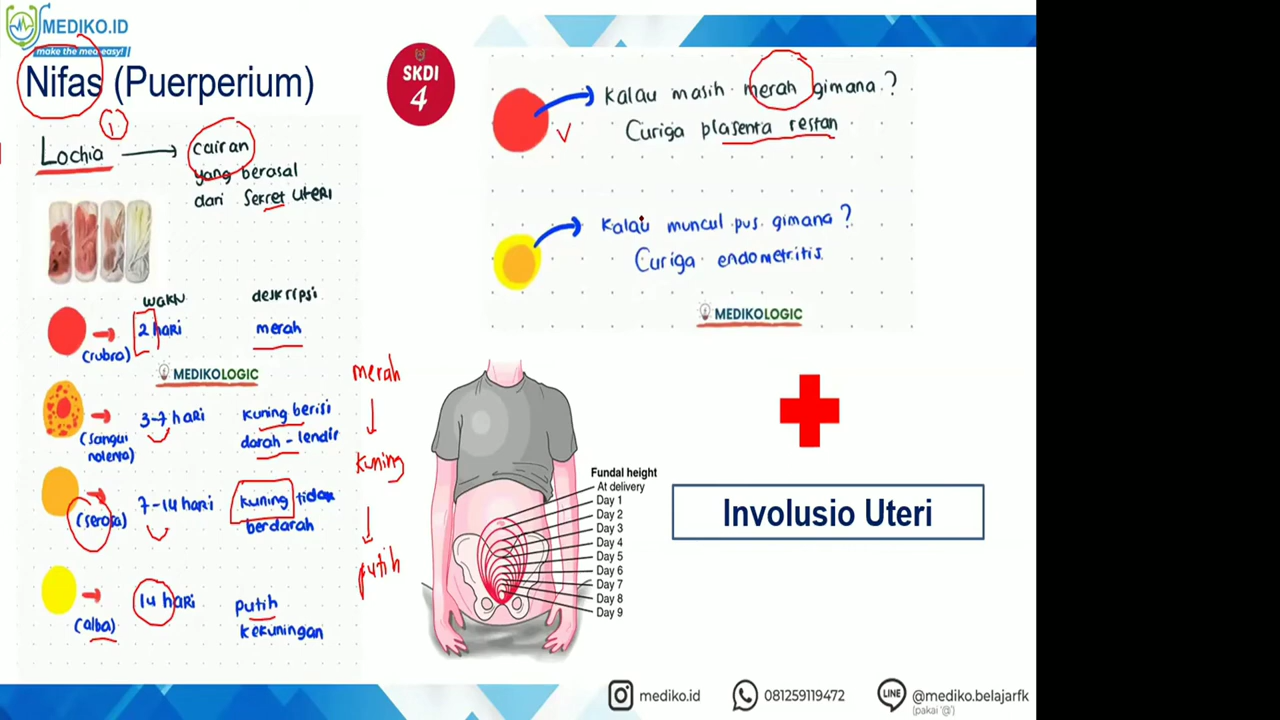 MEDIKO.ID
make the med easy!
Nifas (Puerperium)
SKDI
4
1
Lochia
cairan
yang berasal
dari Sekret Uteri
waktu
deskripsi
2 hari
merah
(rubra)
MEDIKOLOGIC
3-7 hari
kuning berisi
darah - lendir
(sangui
nolenta)
7-14 hari
kuning tidak
berdarah
(serosa)
14 hari
putih
kekuningan
(alba)
merah
kuning
putih
Kalau masih merah gimana?
Curiga plasenta restan
V
Kalau muncul pus gimana?
Curiga endometritis
MEDIKOLOGIC
Fundal height
At delivery
Day 1
Day 2
Day 3
Day 4
Day 5
Day 6
Day 7
Day 8
Day 9
Involusio Uteri
mediko.id
081259119472
LINE
@mediko.belajarfk
(pakai '@')